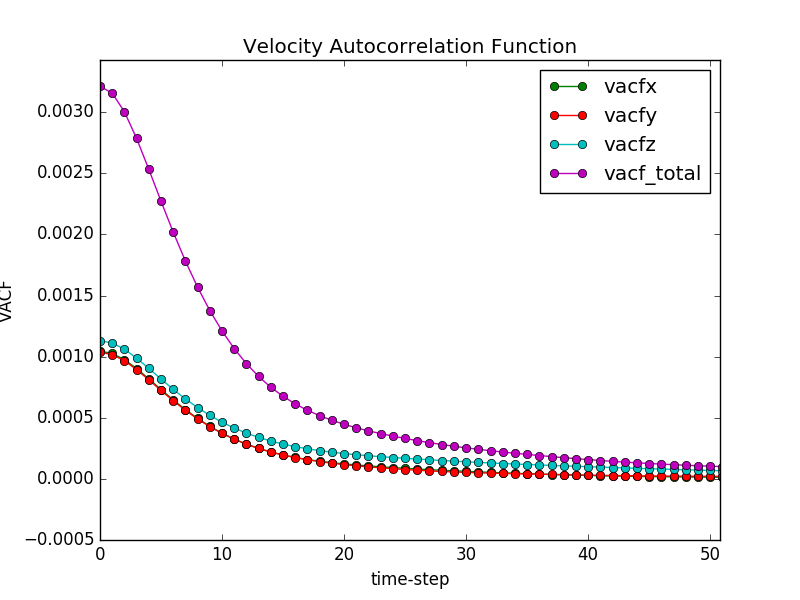 Velocity Autocorrelation Function
vacfx
vacfy
vacfz
vacf_total
0.0030
0.0025
0.0020
0.0015
0.0010
0.0005
0.0000
−0.0005
VACF
0 10 20 30 40 50
time-step